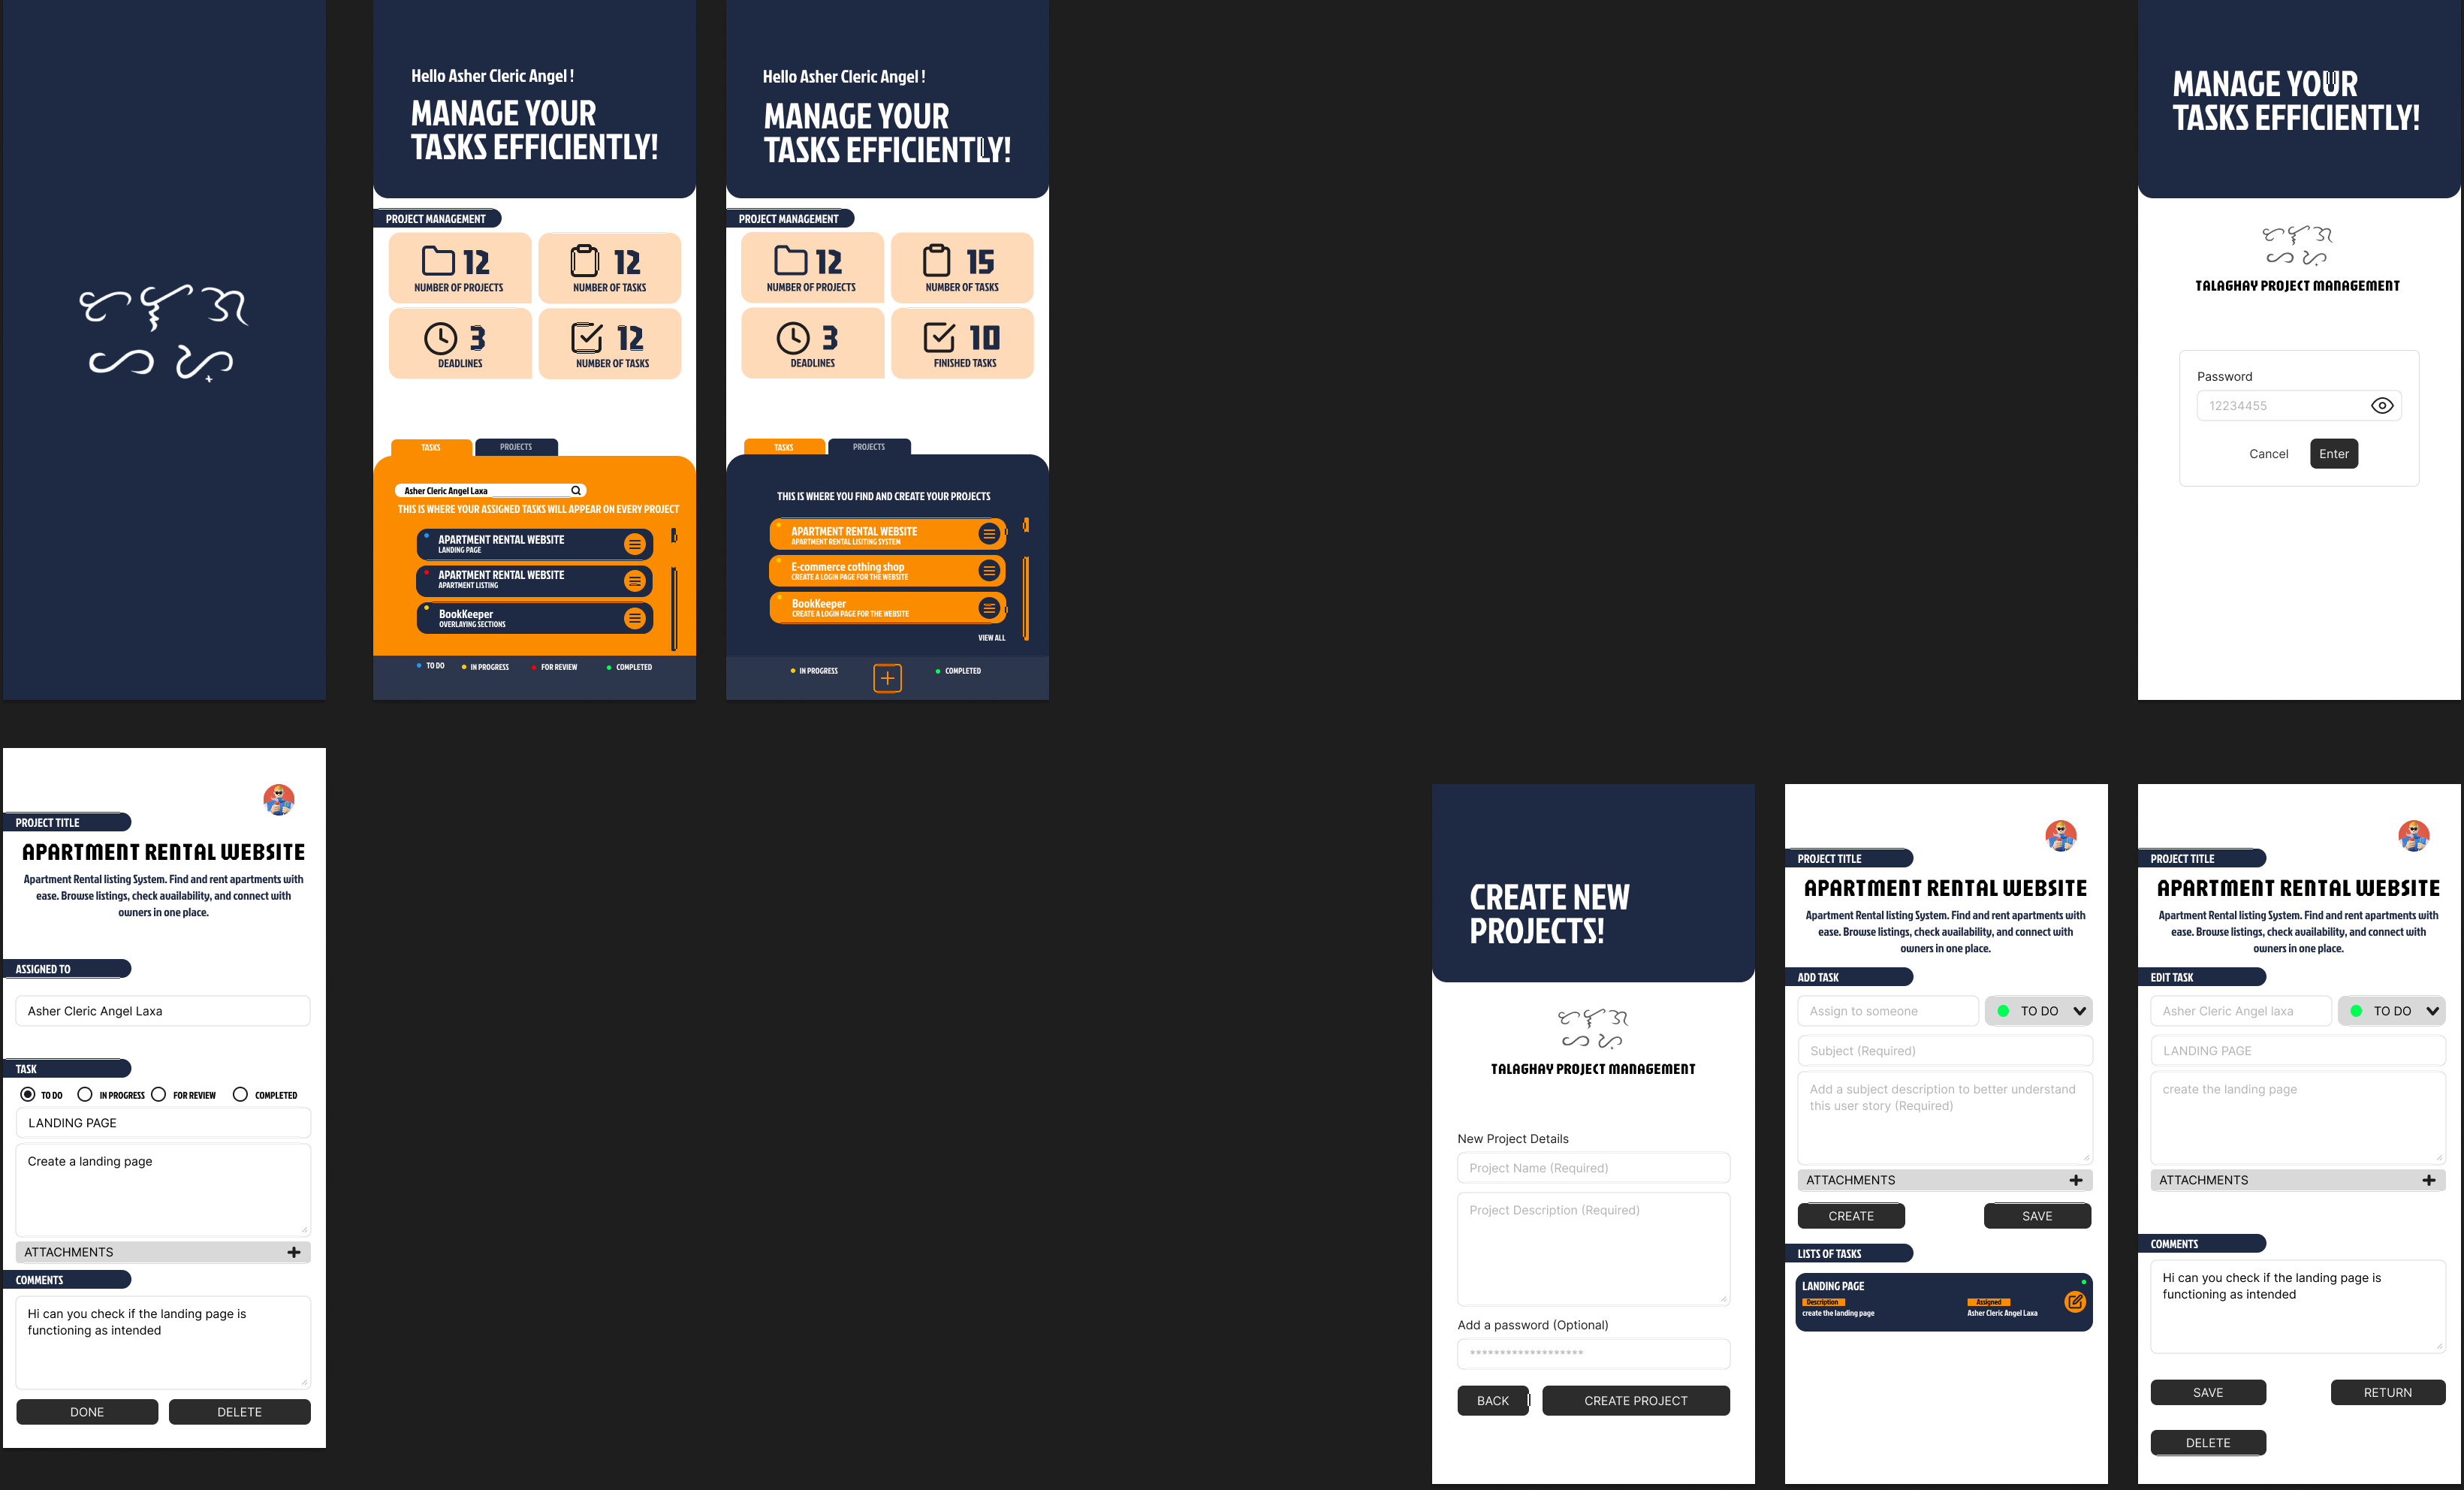 Hello Asher Cleric Angel !
MANAGE YOUR
TASKS EFFICIENTLY!
PROJECT MANAGEMENT
12
NUMBER OF PROJECTS
12
NUMBER OF TASKS
3
DEADLINES
12
NUMBER OF TASKS
TASKS
PROJECTS
Asher Cleric Angel Laxa
THIS IS WHERE YOUR ASSIGNED TASKS WILL APPEAR ON EVERY PROJECT
APARTMENT RENTAL WEBSITE
LANDING PAGE
APARTMENT RENTAL WEBSITE
APARTMENT LISTING
BookKeeper
OVERLAYING SECTIONS
TO DO
IN PROGRESS
FOR REVIEW
COMPLETED
Hello Asher Cleric Angel !
MANAGE YOUR
TASKS EFFICIENTLY!
PROJECT MANAGEMENT
12
NUMBER OF PROJECTS
15
NUMBER OF TASKS
3
DEADLINES
10
FINISHED TASKS
TASKS
PROJECTS
THIS IS WHERE YOU FIND AND CREATE YOUR PROJECTS
APARTMENT RENTAL WEBSITE
APARTMENT RENTAL LISITING SYSTEM
E-commerce cothing shop
CREATE A LOGIN PAGE FOR THE WEBSITE
BookKeeper
CREATE A LOGIN PAGE FOR THE WEBSITE
VIEW ALL
IN PROGRESS
COMPLETED
MANAGE YOUR
TASKS EFFICIENTLY!
TALAGHAY PROJECT MANAGEMENT
Password
12234455
Cancel
Enter
PROJECT TITLE
APARTMENT RENTAL WEBSITE
Apartment Rental listing System. Find and rent apartments with
ease. Browse listings, check availability, and connect with
owners in one place.
ASSIGNED TO
Asher Cleric Angel Laxa
TASK
TO DO
IN PROGRESS
FOR REVIEW
COMPLETED
LANDING PAGE
Create a landing page
ATTACHMENTS
COMMENTS
Hi can you check if the landing page is
functioning as intended
DONE
DELETE
CREATE NEW
PROJECTS!
TALAGHAY PROJECT MANAGEMENT
New Project Details
Project Name (Required)
Project Description (Required)
Add a password (Optional)
*******************
BACK
CREATE PROJECT
PROJECT TITLE
APARTMENT RENTAL WEBSITE
Apartment Rental listing System. Find and rent apartments with
ease. Browse listings, check availability, and connect with
owners in one place.
ADD TASK
Assign to someone
TO DO
Subject (Required)
Add a subject description to better understand
this user story (Required)
ATTACHMENTS
CREATE
SAVE
LISTS OF TASKS
LANDING PAGE
Description
create the landing page
Assigned
Asher Cleric Angel Laxa
PROJECT TITLE
APARTMENT RENTAL WEBSITE
Apartment Rental listing System. Find and rent apartments with
ease. Browse listings, check availability, and connect with
owners in one place.
EDIT TASK
Asher Cleric Angel laxa
TO DO
LANDING PAGE
create the landing page
ATTACHMENTS
COMMENTS
Hi can you check if the landing page is
functioning as intended
SAVE
RETURN
DELETE